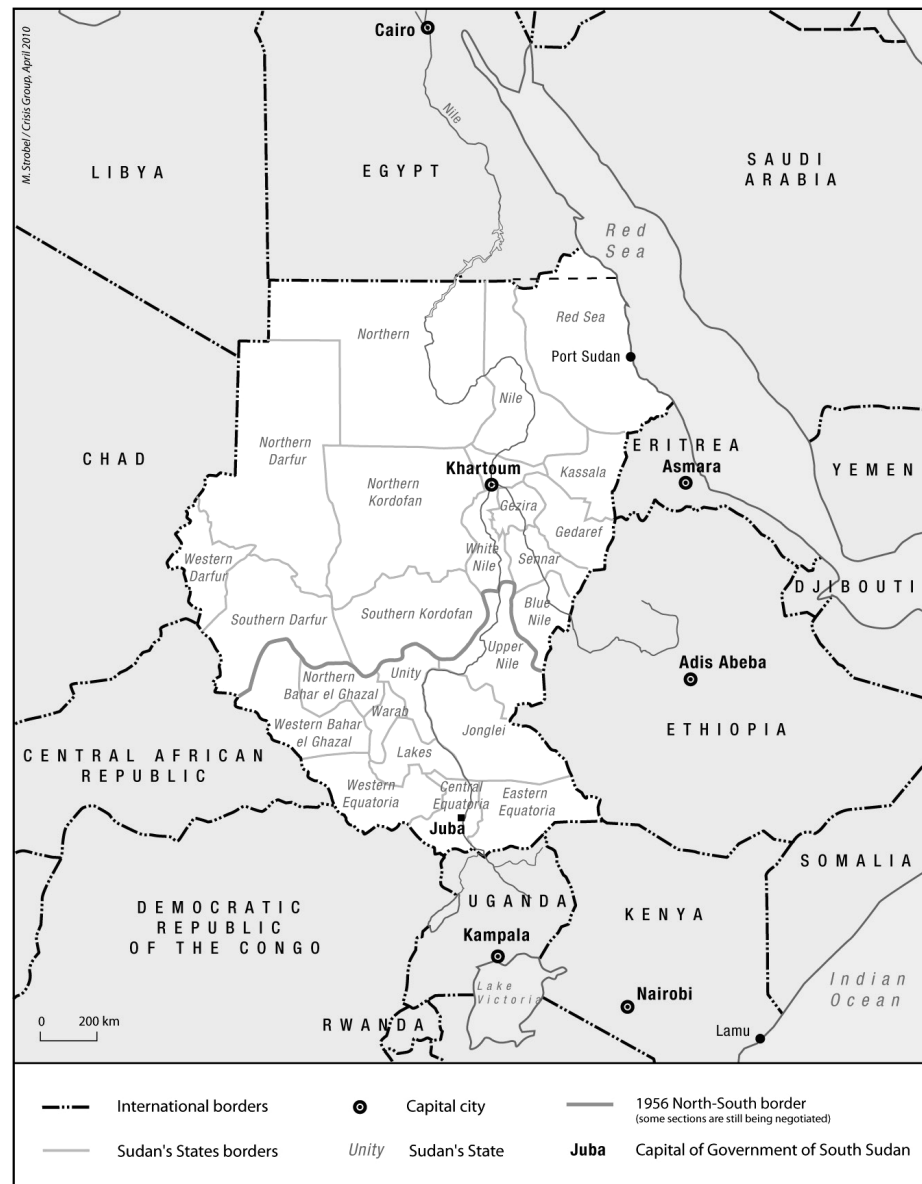 M. Strobel / Crisis Group, April 2010
Cairo
Nile
LIBYA
EGYPT
SAUDI
ARABIA
Red
Sea
Northern
Red Sea
Port Sudan
Nile
CHAD
Northern
Darfur
Northern
Kordofan
Khartoum
Kassala
ERITREA
Asmara
YEMEN
Gezira
Gedaref
White
Nile
Sennar
Western
Darfur
DJIBOUTI
Southern Darfur
Southern Kordofan
Blue
Nile
Upper
Nile
Adis Abeba
Northern
Bahar el Ghazal
Unity
Warab
Western Bahar
el Ghazal
Jonglei
ETHIOPIA
CENTRAL AFRICAN
REPUBLIC
Lakes
Western
Equatoria
Central
Equatoria
Eastern
Equatoria
Juba
SOMALIA
DEMOCRATIC
REPUBLIC
OF THE CONGO
UGANDA
KENYA
Kampala
Lake
Victoria
Nairobi
Indian
Ocean
0 200 km
RWANDA
Lamu
International borders
Capital city
1956 North-South border
(some sections are still being negotiated)
Sudan's States borders
Unity
Sudan's State
Juba
Capital of Government of South Sudan